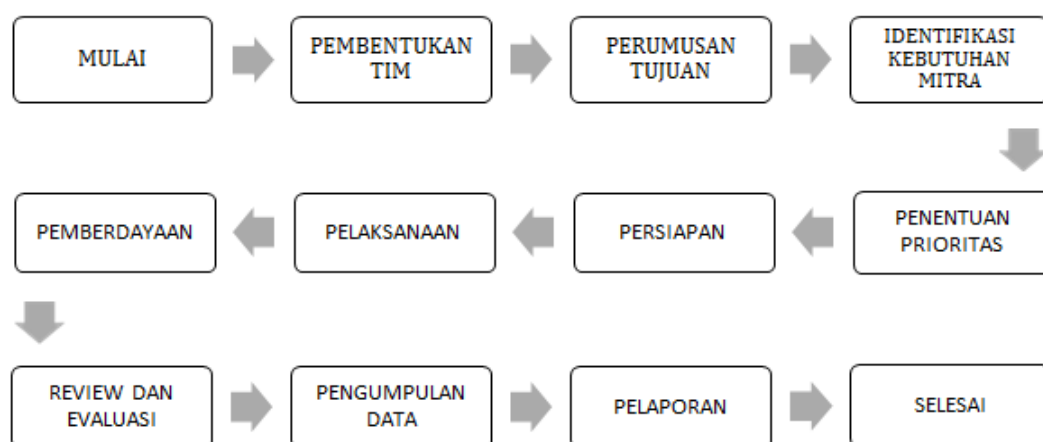 MULAI
PEMBENTUKAN
TIM
PERUMUSAN
TUJUAN
IDENTIFIKASI
KEBUTUHAN
MITRA
PENENTUAN
PRIORITAS
PERSIAPAN
PELAKSANAAN
PEMBERDAYAAN
REVIEW DAN
EVALUASI
PENGUMPULAN
DATA
PELAPORAN
SELESAI